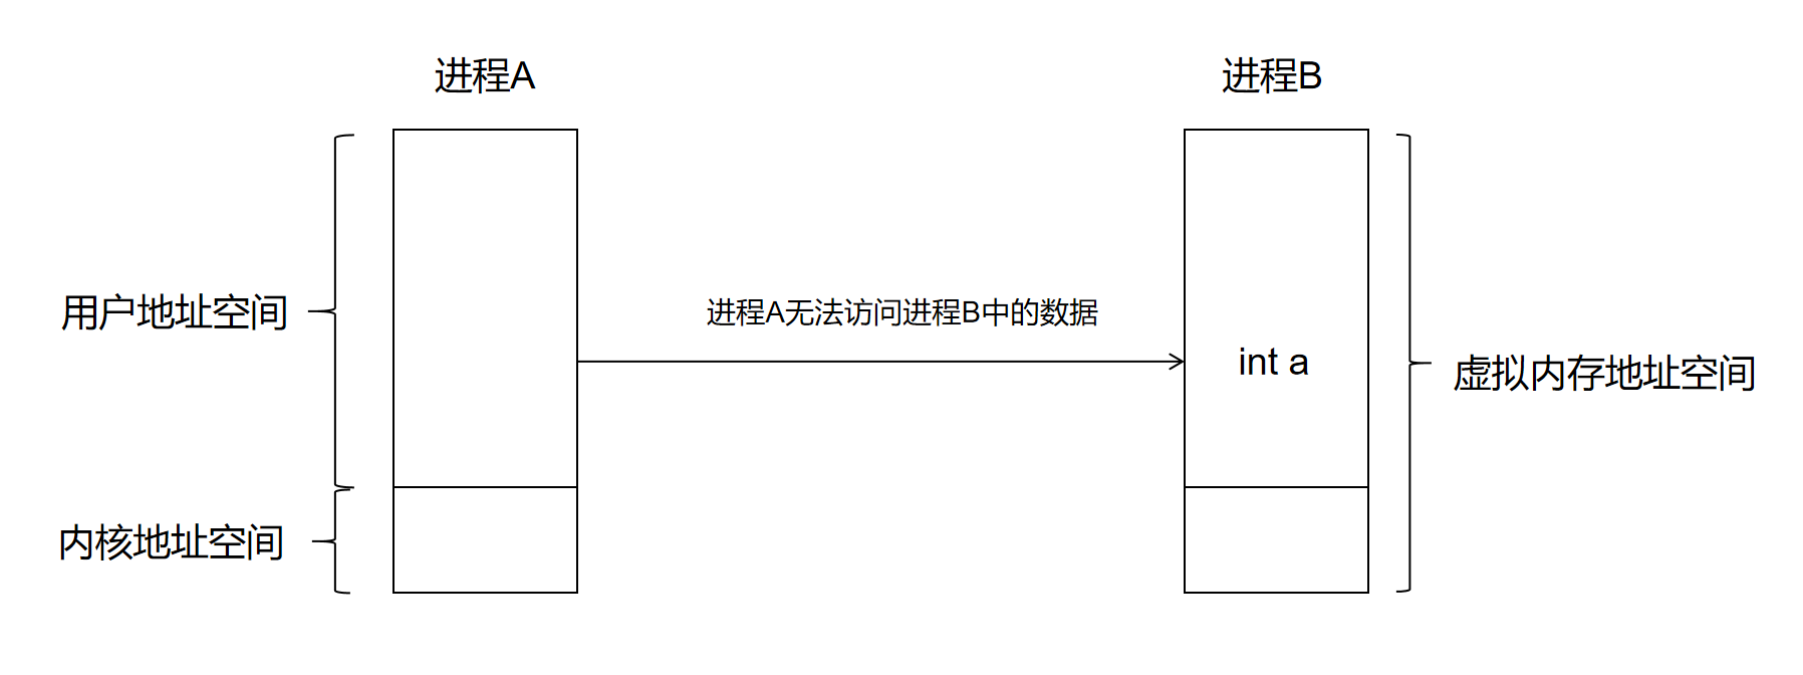 进程A
进程B
用户地址空间
进程A无法访问进程B中的数据
int a
虚拟内存地址空间
内核地址空间